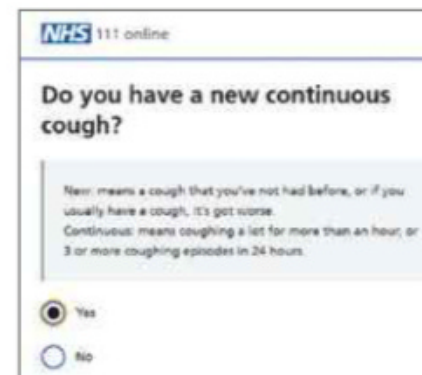 NHS 111 online
Do you have a new continuous
cough?
New: means a cough that you've not had before, or if you
usually have a cough, it's got worse.
Continuous: means coughing a lot for more than an hour, or
3 or more coughing episodes in 24 hours.
Yes
No